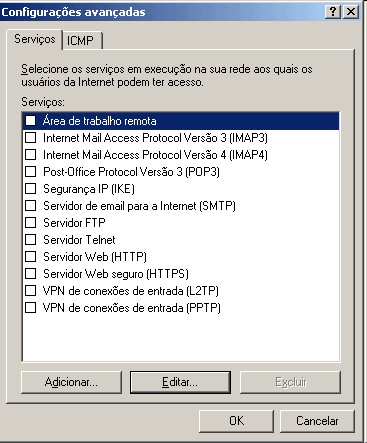 Configurações avançadas
Serviços
ICMP
Selecione os serviços em execução na sua rede aos quais os
usuários da Internet podem ter acesso.
Serviços:
Área de trabalho remota
Internet Mail Access Protocol Versão 3 (IMAP3)
Internet Mail Access Protocol Versão 4 (IMAP4)
Post-Office Protocol Versão 3 (POP3)
Segurança IP (IKE)
Servidor de email para a Internet (SMTP)
Servidor FTP
Servidor Telnet
Servidor Web (HTTP)
Servidor Web seguro (HTTPS)
VPN de conexões de entrada (L2TP)
VPN de conexões de entrada (PPTP)
Adicionar...
Editar...
Excluir
OK
Cancelar